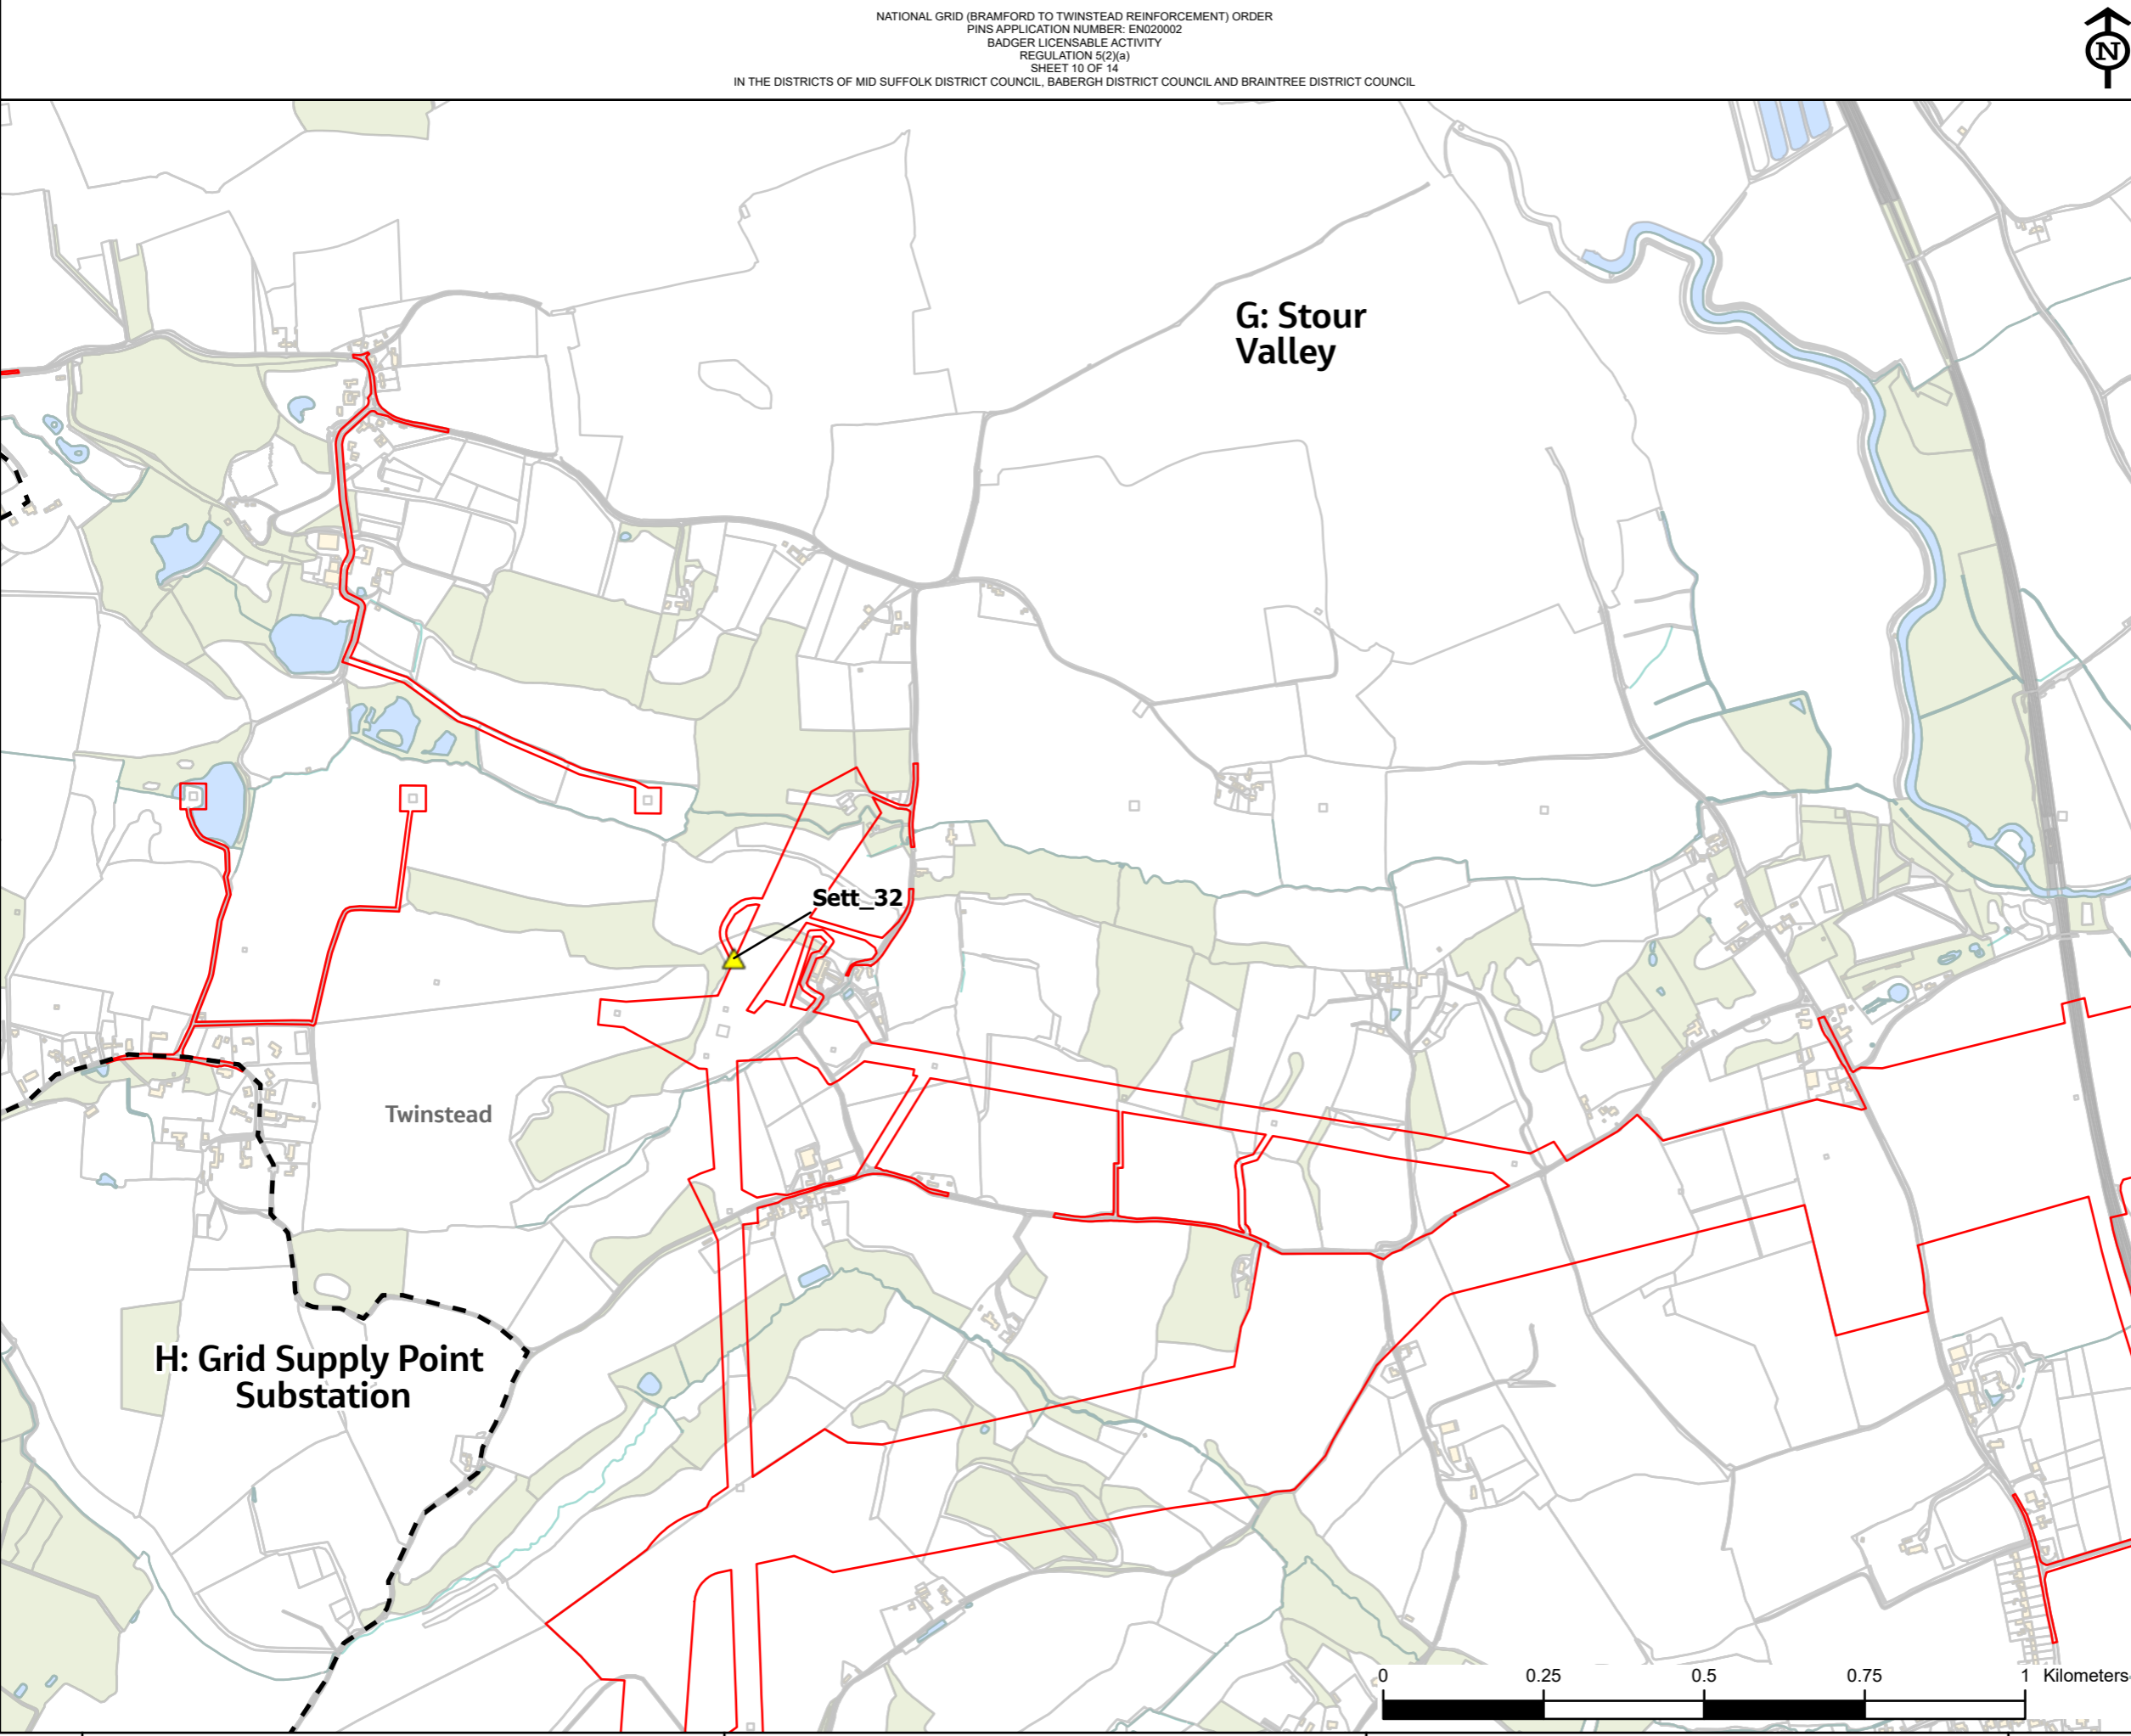 NATIONAL GRID (BRAMFORD TO TWINSTEAD REINFORCEMENT) ORDER
PINS APPLICATION NUMBER: EN020002
BADGER LICENSABLE ACTIVITY
REGULATION 5(2)(a)
SHEET 10 OF 14
IN THE DISTRICTS OF MID SUFFOLK DISTRICT COUNCIL, BABERGH DISTRICT COUNCIL AND BRAINTREE DISTRICT COUNCIL
N
G: Stour
Valley
Sett_32
Twinstead
H: Grid Supply Point
Substation
0 0.25 0.5 0.75 1 Kilometers